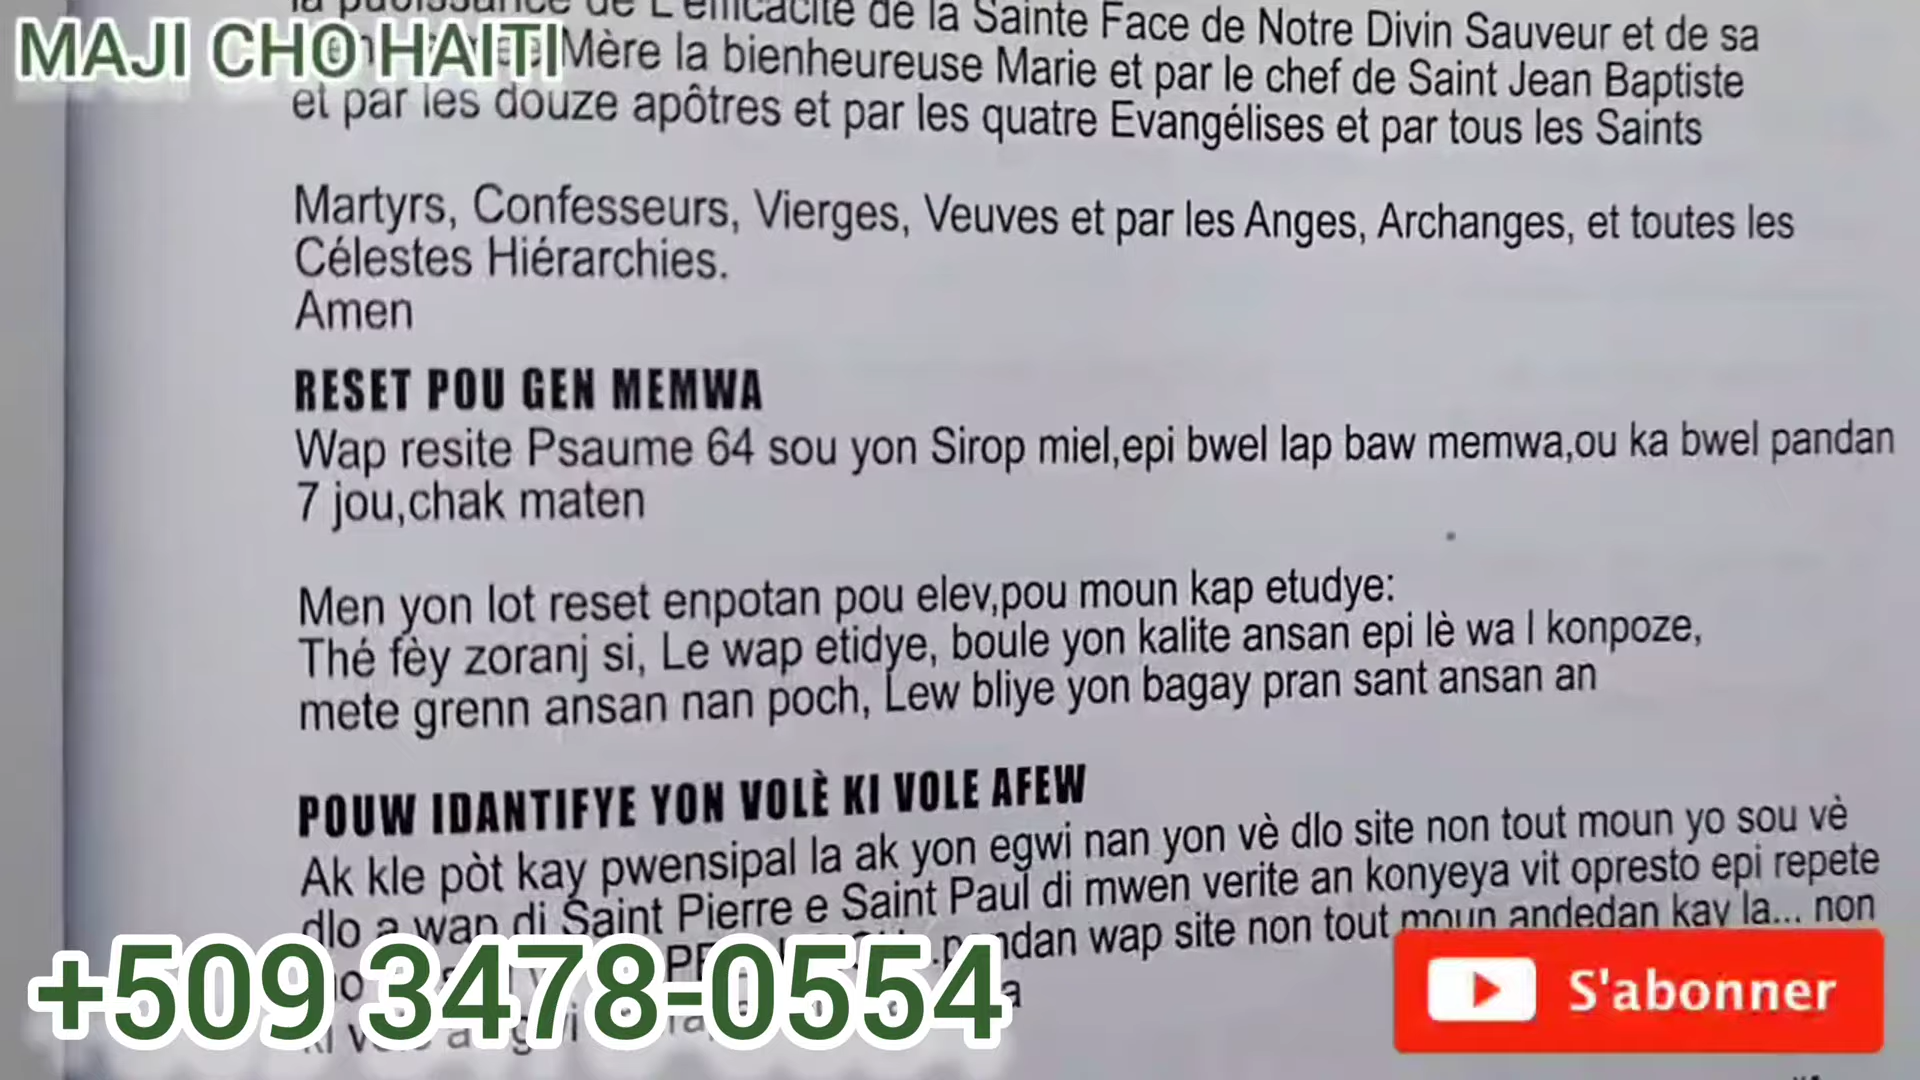 la puissance de L'efficacité de la Sainte Face de Notre Divin Sauveur et de sa
MAJI CHO HAITI
Mère la bienheureuse Marie et par le chef de Saint Jean Baptiste
et par les douze apôtres et par les quatre Evangélises et par tous les Saints
Martyrs, Confesseurs, Vierges, Veuves et par les Anges, Archanges, et toutes les
Célestes Hiérarchies.
Amen
RESET POU GEN MEMWA
Wap resite Psaume 64 sou yon Sirop miel,epi bwel lap baw memwa,ou ka bwel pandan
7 jou,chak maten
Men yon lot reset enpotan pou elev,pou moun kap etudye:
Thé fèy zoranj si, Le wap etidye, boule yon kalite ansan epi lè wa l konpoze,
mete grenn ansan nan poch, Lew bliye yon bagay pran sant ansan an
POUW IDANTIFYE YON VOLÈ KI VOLE AFEW
Ak kle pòt kay pwensipal la ak yon egwi nan yon vè dlo site non tout moun yo sou vè
dlo a wap di Saint Pierre e Saint Paul di mwen verite an konyeya vit opresto epi repete
pandan wap site non tout moun andedan kay la... non
+509 3478-0554
S'abonner